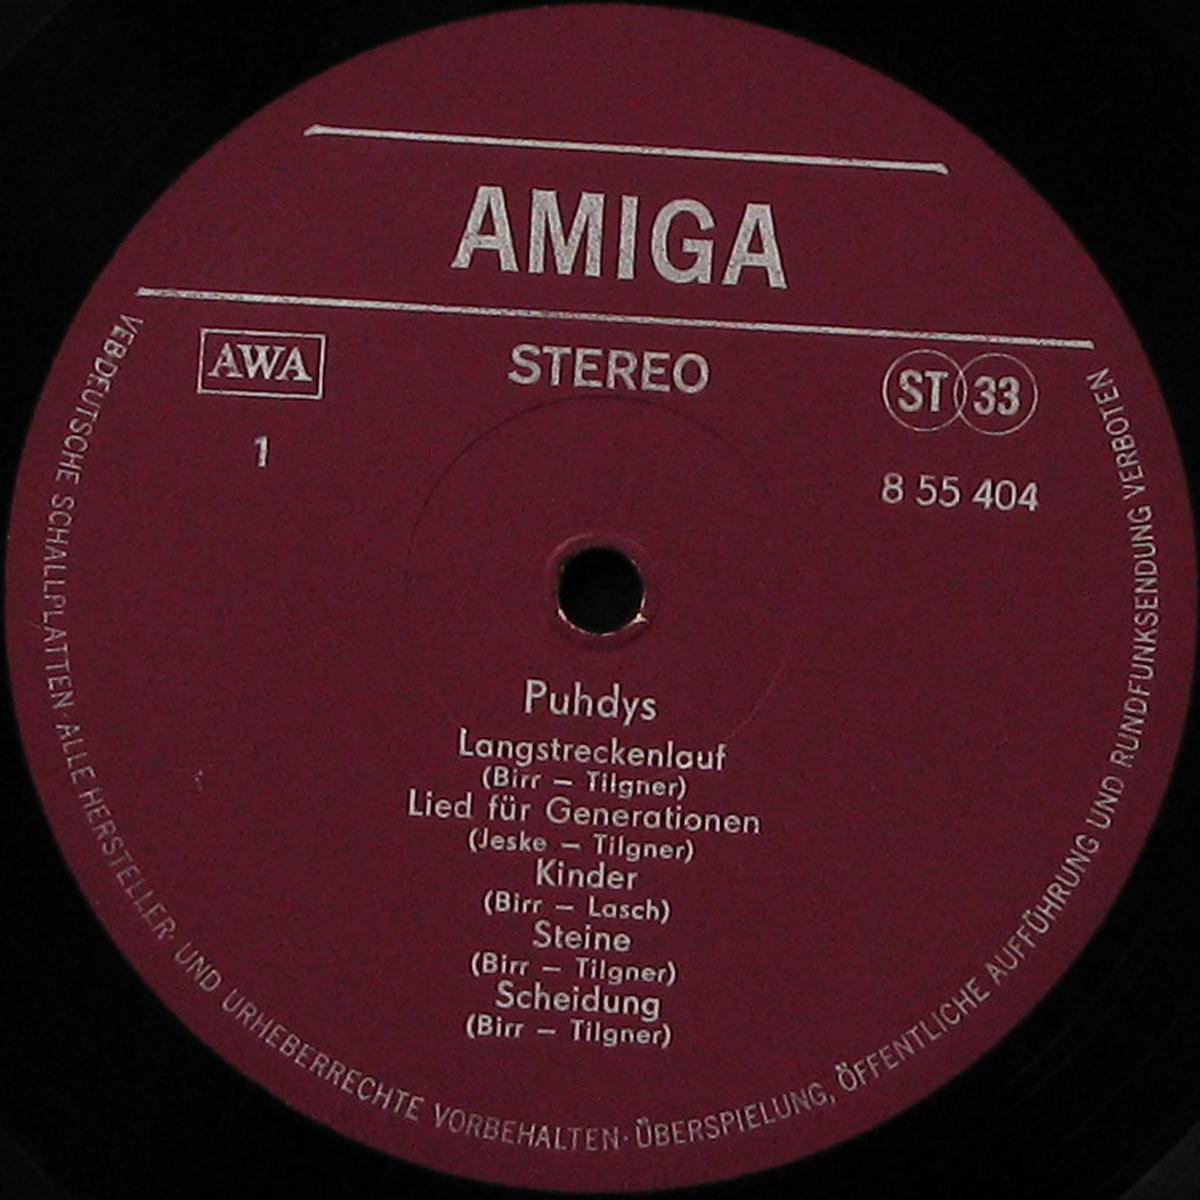 AMIGA
AWA
STEREO
ST 33
1
8 55 404
Puhdys
Langstreckenlauf
(Birr – Tilgner)
Lied für Generationen
(Jeske – Tilgner)
Kinder
(Birr – Lasch)
Steine
(Birr – Tilgner)
Scheidung
(Birr – Tilgner)
VEB DEUTSCHE SCHALLPLATTEN · ALLE HERSTELLER- UND URHEBERRECHTE VORBEHALTEN · ÜBERSPIELUNG, ÖFFENTLICHE AUFFÜHRUNG UND RUNDFUNKSENDUNG VERBOTEN